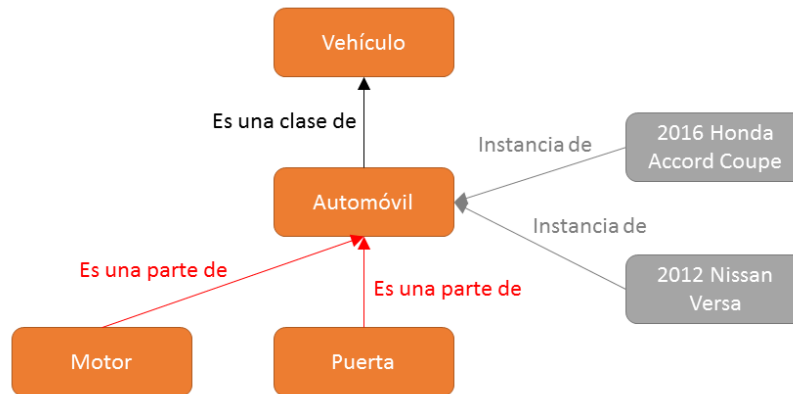 Vehículo
Es una clase de
Instancia de
2016 Honda
Accord Coupe
Automóvil
Instancia de
Es una parte de
Es una parte de
2012 Nissan
Versa
Motor
Puerta